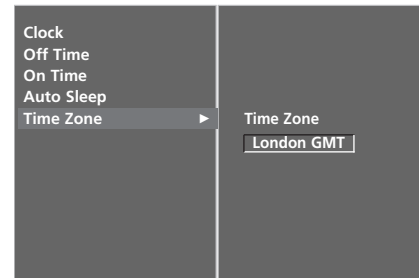 Clock
Off Time
On Time
Auto Sleep
Time Zone ►
Time Zone
London GMT